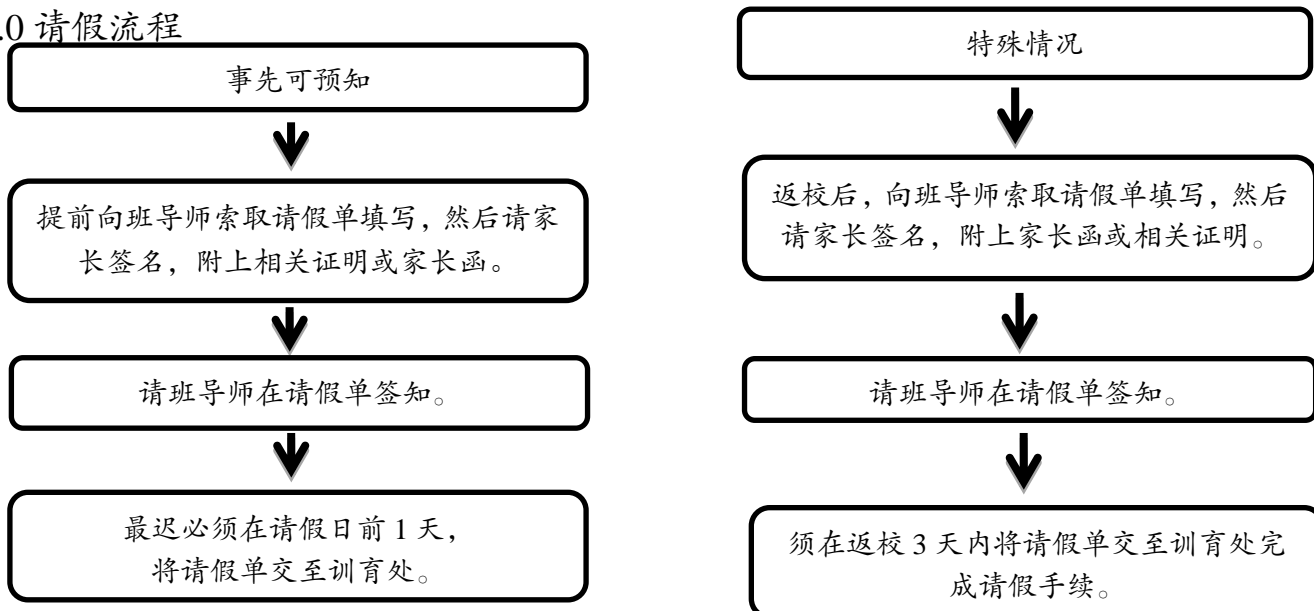 .0 请假流程
事先可预知
提前向班导师索取请假单填写，然后请家
长签名，附上相关证明或家长函。
请班导师在请假单签知。
最迟必须在请假日前 1 天，
将请假单交至训育处。
特殊情况
返校后，向班导师索取请假单填写，然后
请家长签名，附上家长函或相关证明。
请班导师在请假单签知。
须在返校 3 天内将请假单交至训育处完
成请假手续。